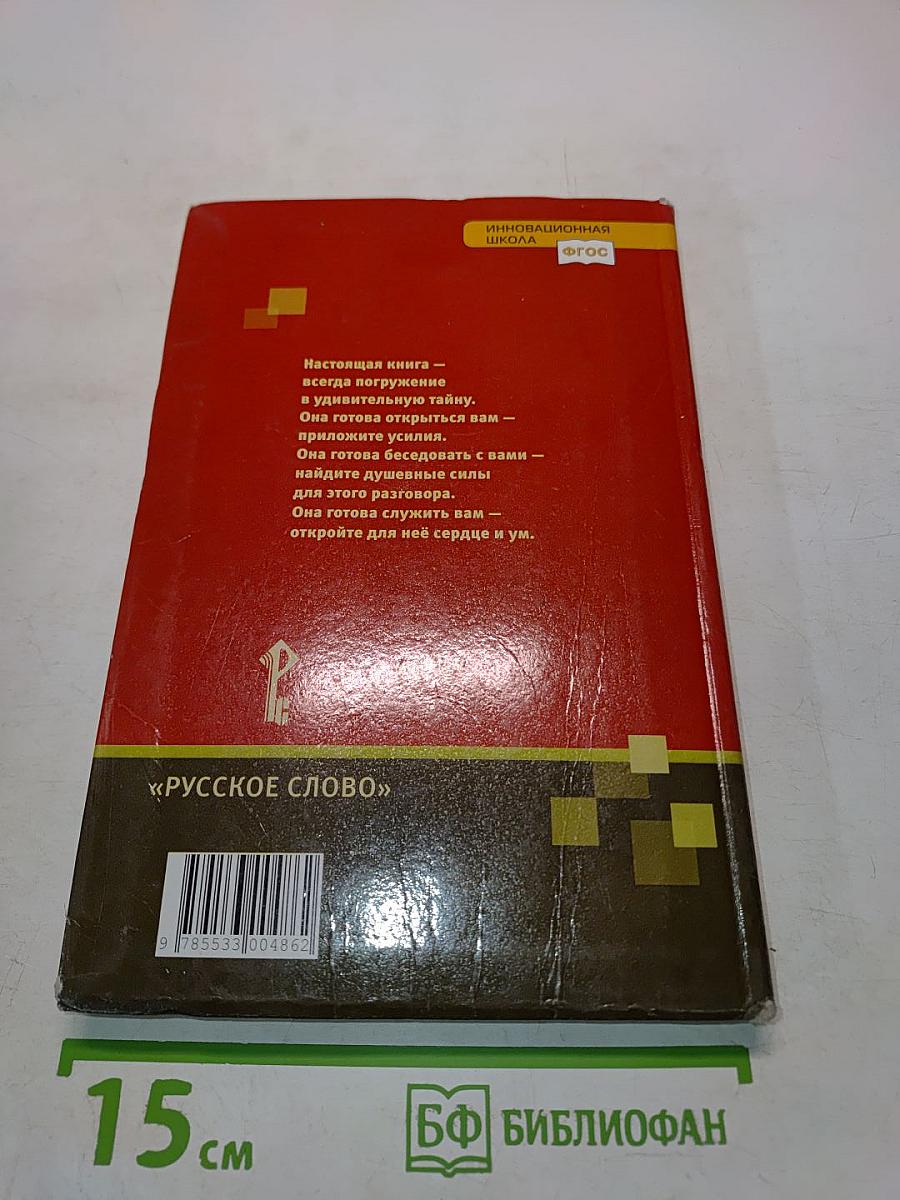 ИННОВАЦИОННАЯ
ШКОЛА
ФГОС
Настоящая книга —
всегда погружение
в удивительную тайну.
Она готова открыться вам —
приложите усилия.
Она готова беседовать с вами —
найдите душевные силы
для этого разговора.
Она готова служить вам —
откройте для неё сердце и ум.
«РУССКОЕ СЛОВО»
9 785533 004862
15 см
БФ БИБЛИОФАН